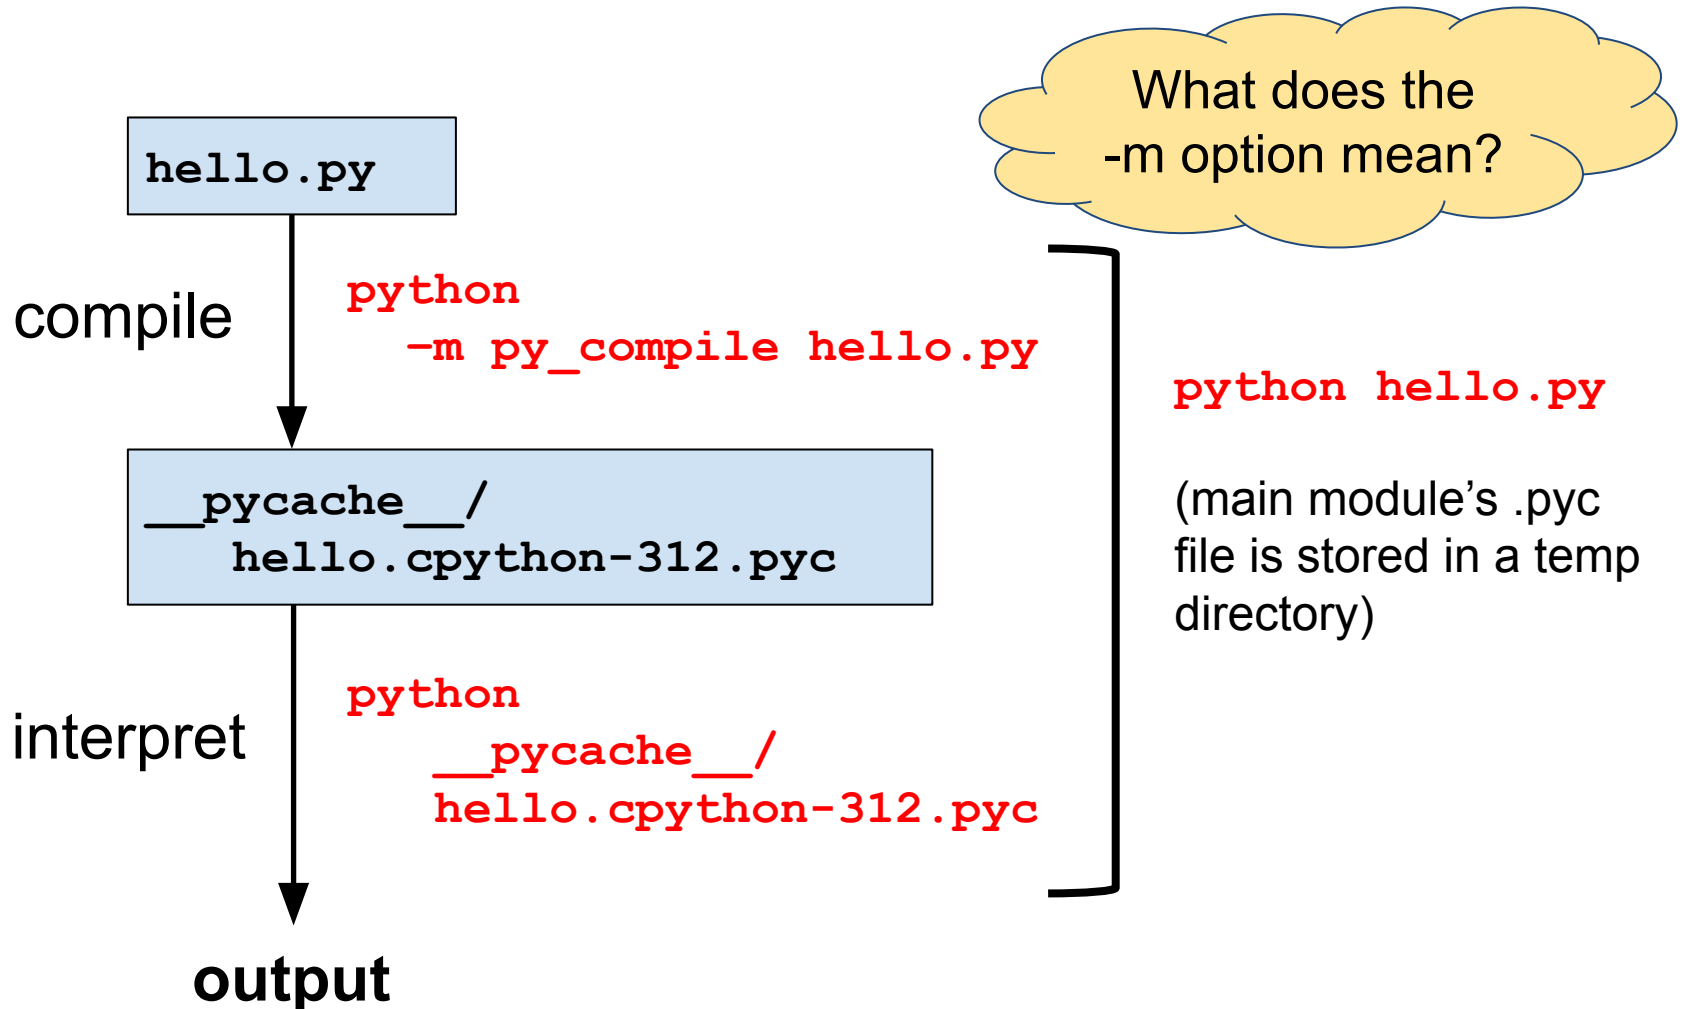 What does the
-m option mean?
hello.py
compile
python
-m py_compile hello.py
__pycache__/
hello.cpython-312.pyc
python hello.py
(main module’s .pyc
file is stored in a temp
directory)
interpret
python
__pycache__/
hello.cpython-312.pyc
output